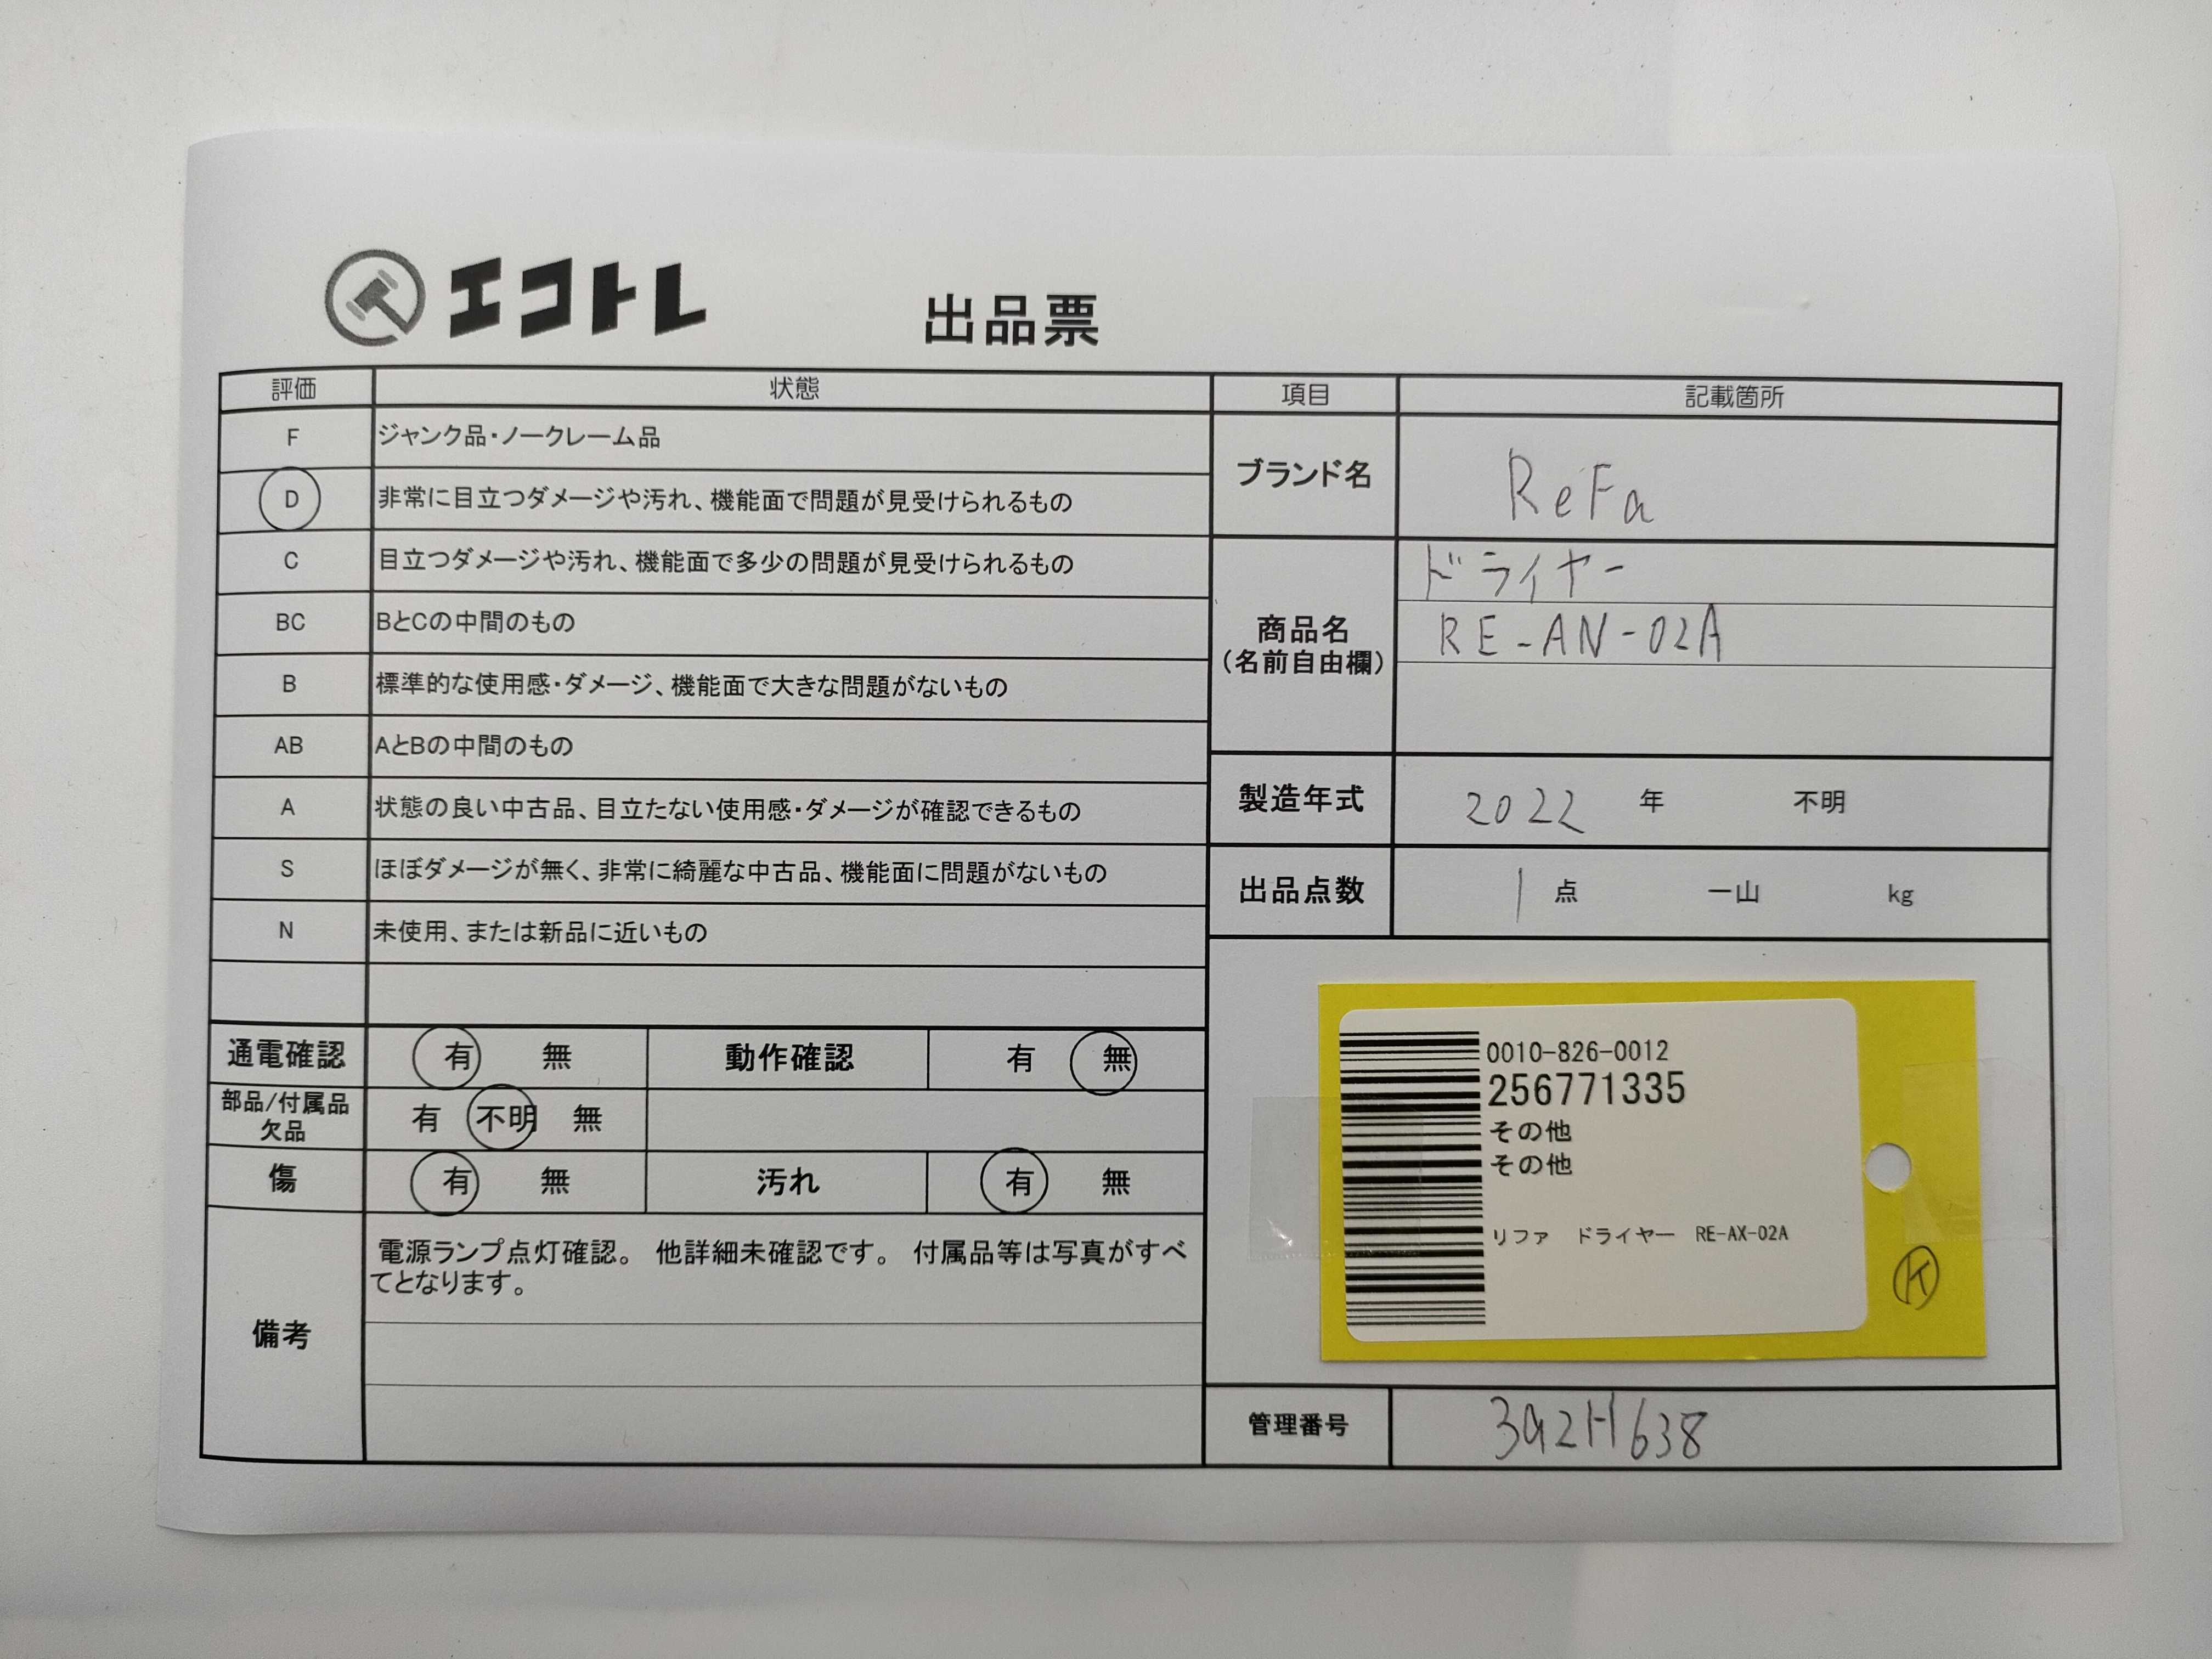 エコトレ
出品票
評価 状態
F ジャンク品・ノークレーム品
D 非常に目立つダメージや汚れ、機能面で問題が見受けられるもの
C 目立つダメージや汚れ、機能面で多少の問題が見受けられるもの
BC BとCの中間のもの
B 標準的な使用感・ダメージ、機能面で大きな問題がないもの
AB AとBの中間のもの
A 状態の良い中古品、目立たない使用感・ダメージが確認できるもの
S ほぼダメージが無く、非常に綺麗な中古品、機能面に問題がないもの
N 未使用、または新品に近いもの
通電確認 有 無 動作確認 有 無
部品/付属品
欠品
有 不明 無
傷 有 無 汚れ 有 無
備考
電源ランプ点灯確認。 他詳細未確認です。 付属品等は写真がすべ
てとなります。
項目 記載箇所
ブランド名 ReFa
商品名
(名前自由欄)
ドライヤー
RE-AN-02A
製造年式 2022 年 不明
出品点数 1 点 一山 kg
0010-826-0012
256771335
その他
その他
リファ ドライヤー RE-AX-02A
管理番号 3a2H638